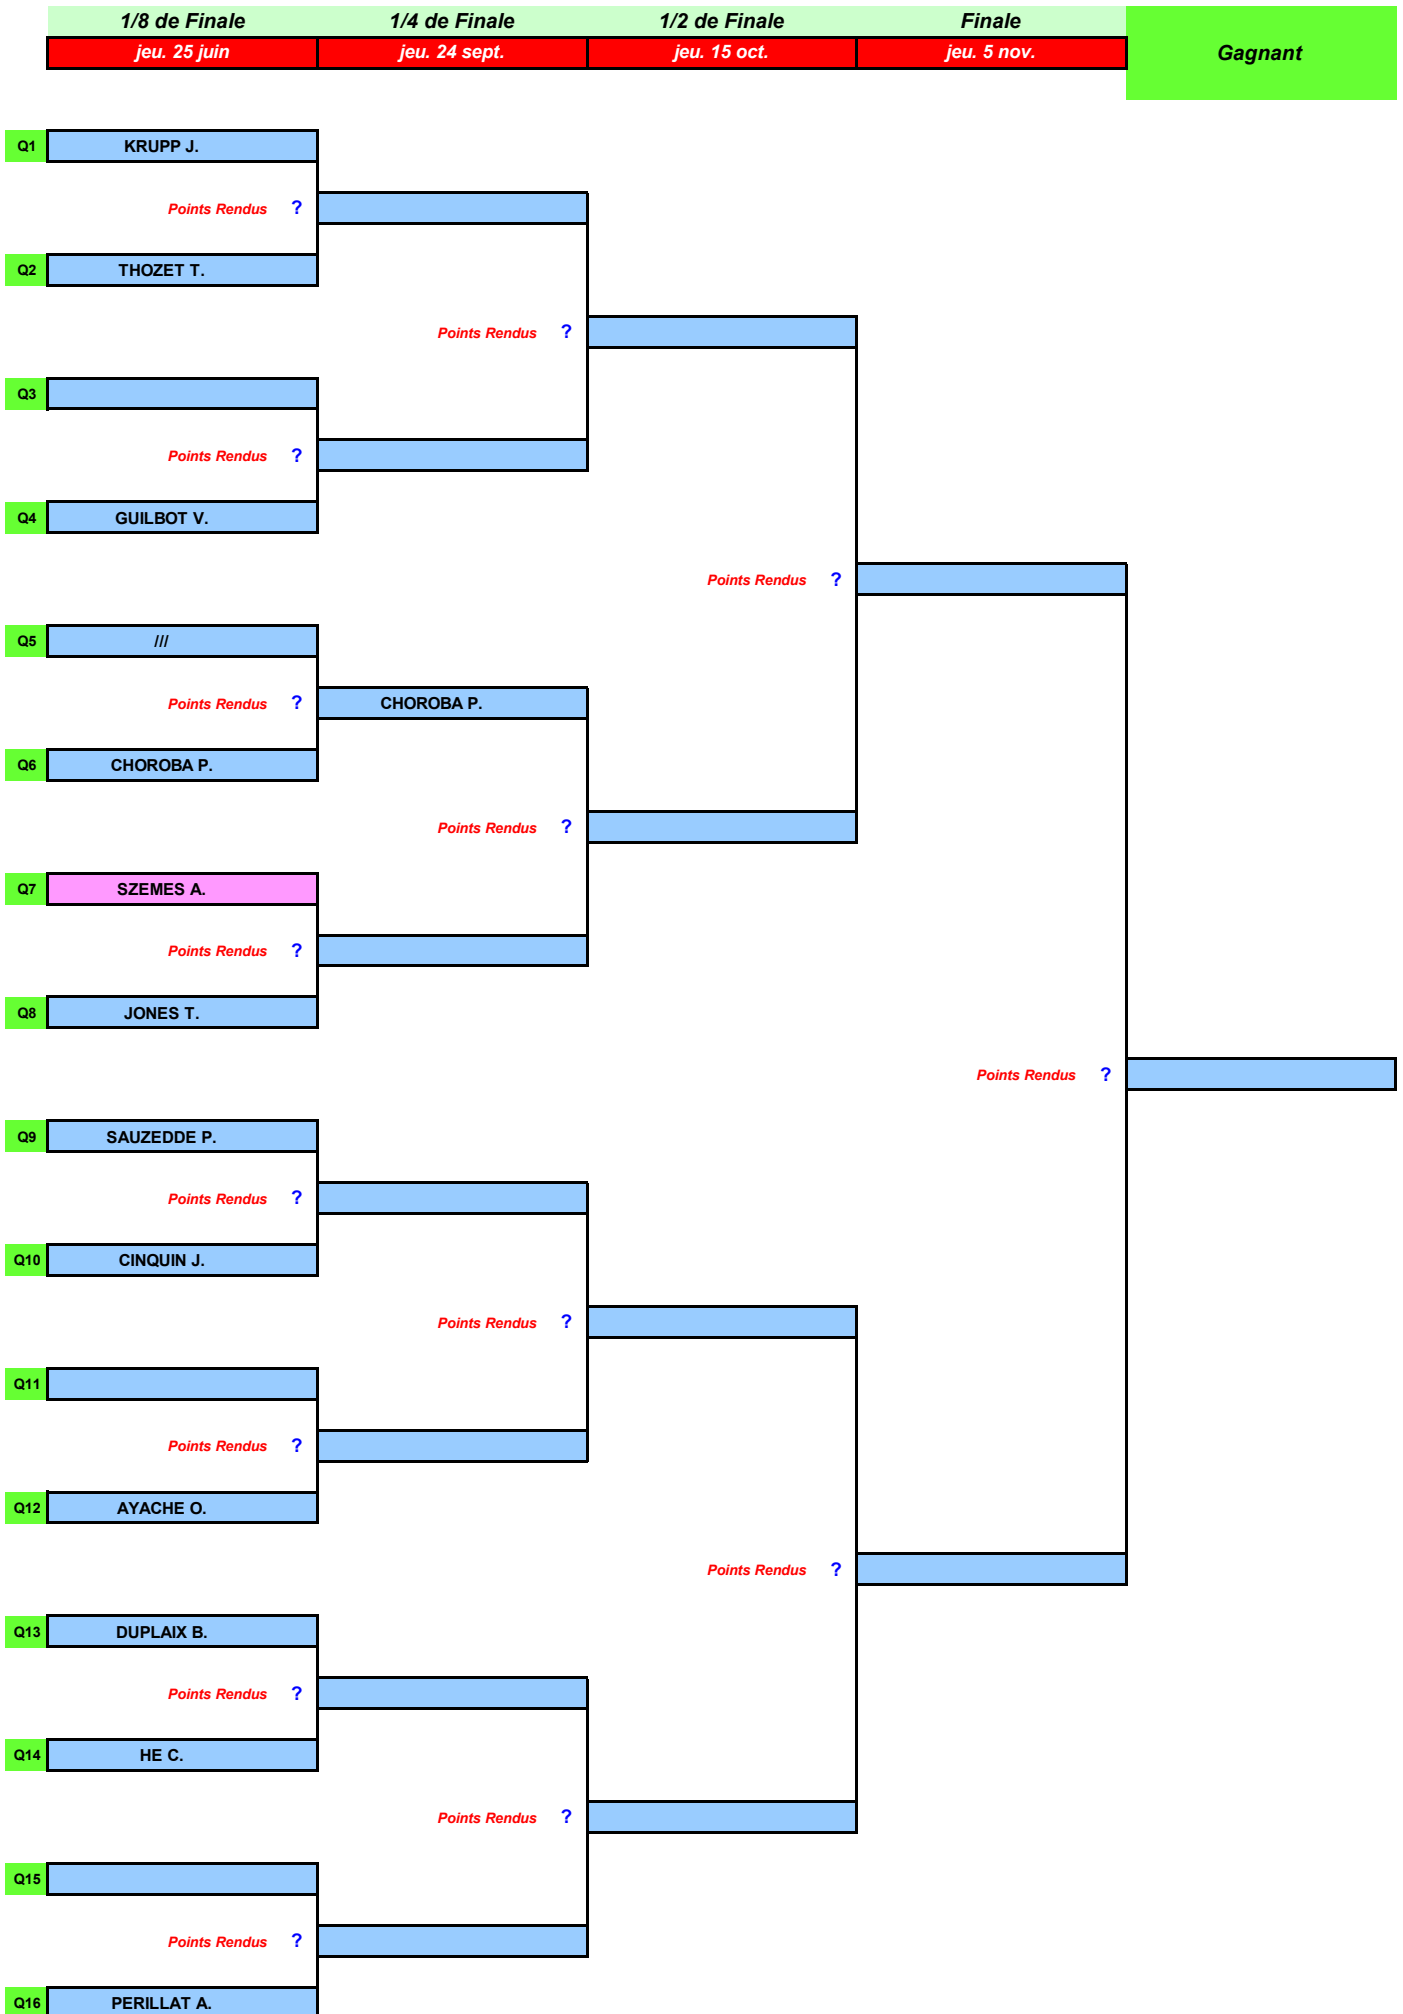 1/8 de Finale 1/4 de Finale 1/2 de Finale Finale
jeu. 25 juin jeu. 24 sept. jeu. 15 oct. jeu. 5 nov. Gagnant
Q1 KRUPP J.
Points Rendus ?
Q2 THOZET T.
Points Rendus ?
Q3
Points Rendus ?
Q4 GUILBOT V.
Points Rendus ?
Q5 ///
Points Rendus ? CHOROBA P.
Q6 CHOROBA P.
Points Rendus ?
Q7 SZEMES A.
Points Rendus ?
Q8 JONES T.
Points Rendus ?
Q9 SAUZEDDE P.
Points Rendus ?
Q10 CINQUIN J.
Points Rendus ?
Q11
Points Rendus ?
Q12 AYACHE O.
Points Rendus ?
Q13 DUPLAIX B.
Points Rendus ?
Q14 HE C.
Points Rendus ?
Q15
Points Rendus ?
Q16 PERILLAT A.